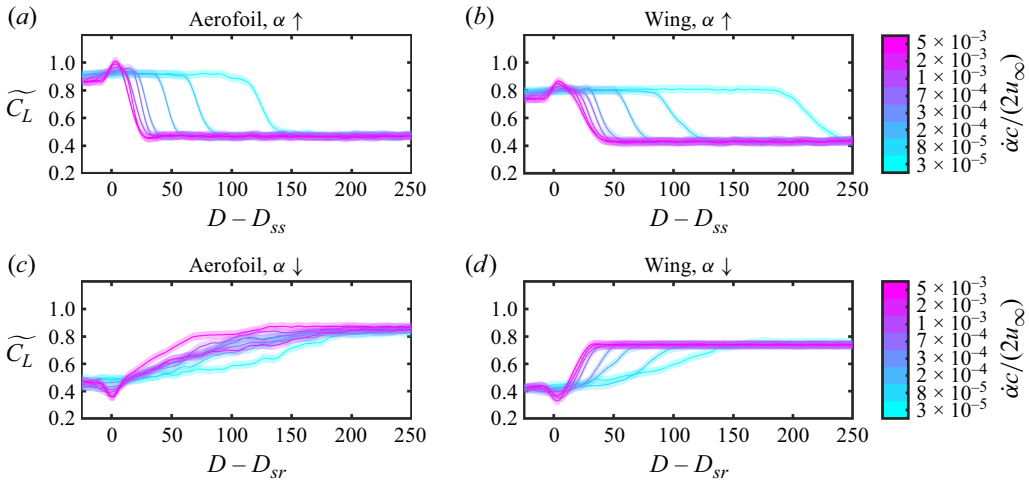 (a) Aerofoil, α ↑
1.0
0.8
0.6
0.4
0.2
C̃_L
0 50 100 150 200 250
D – D_ss
(b) Wing, α ↑
1.0
0.8
0.6
0.4
0.2
0 50 100 150 200 250
D – D_ss
5 × 10⁻³
2 × 10⁻³
1 × 10⁻³
7 × 10⁻⁴
3 × 10⁻⁴
2 × 10⁻⁴
8 × 10⁻⁵
3 × 10⁻⁵
α̇c/(2u_∞)
(c) Aerofoil, α ↓
1.0
0.8
0.6
0.4
0.2
C̃_L
0 50 100 150 200 250
D – D_sr
(d) Wing, α ↓
1.0
0.8
0.6
0.4
0.2
0 50 100 150 200 250
D – D_sr
5 × 10⁻³
2 × 10⁻³
1 × 10⁻³
7 × 10⁻⁴
3 × 10⁻⁴
2 × 10⁻⁴
8 × 10⁻⁵
3 × 10⁻⁵
α̇c/(2u_∞)